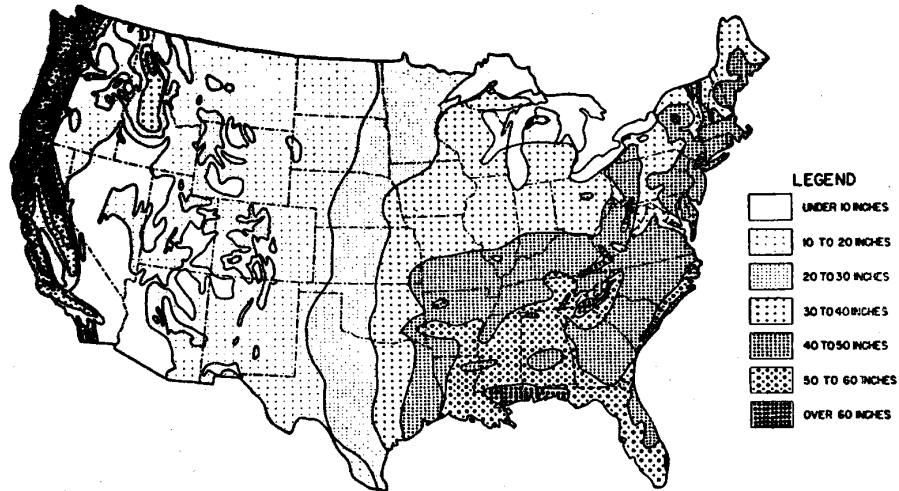 LEGEND
UNDER 10 INCHES
10 TO 20 INCHES
20 TO 30 INCHES
30 TO 40 INCHES
40 TO 50 INCHES
50 TO 60 INCHES
OVER 60 INCHES